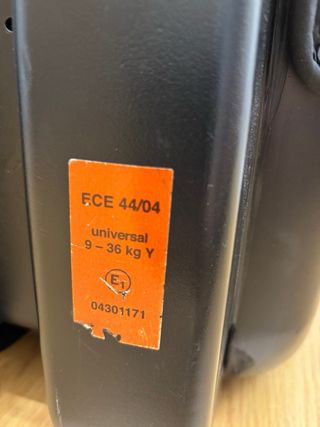 ECE 44/04
universal
9 – 36 kg Y
E1
04301171